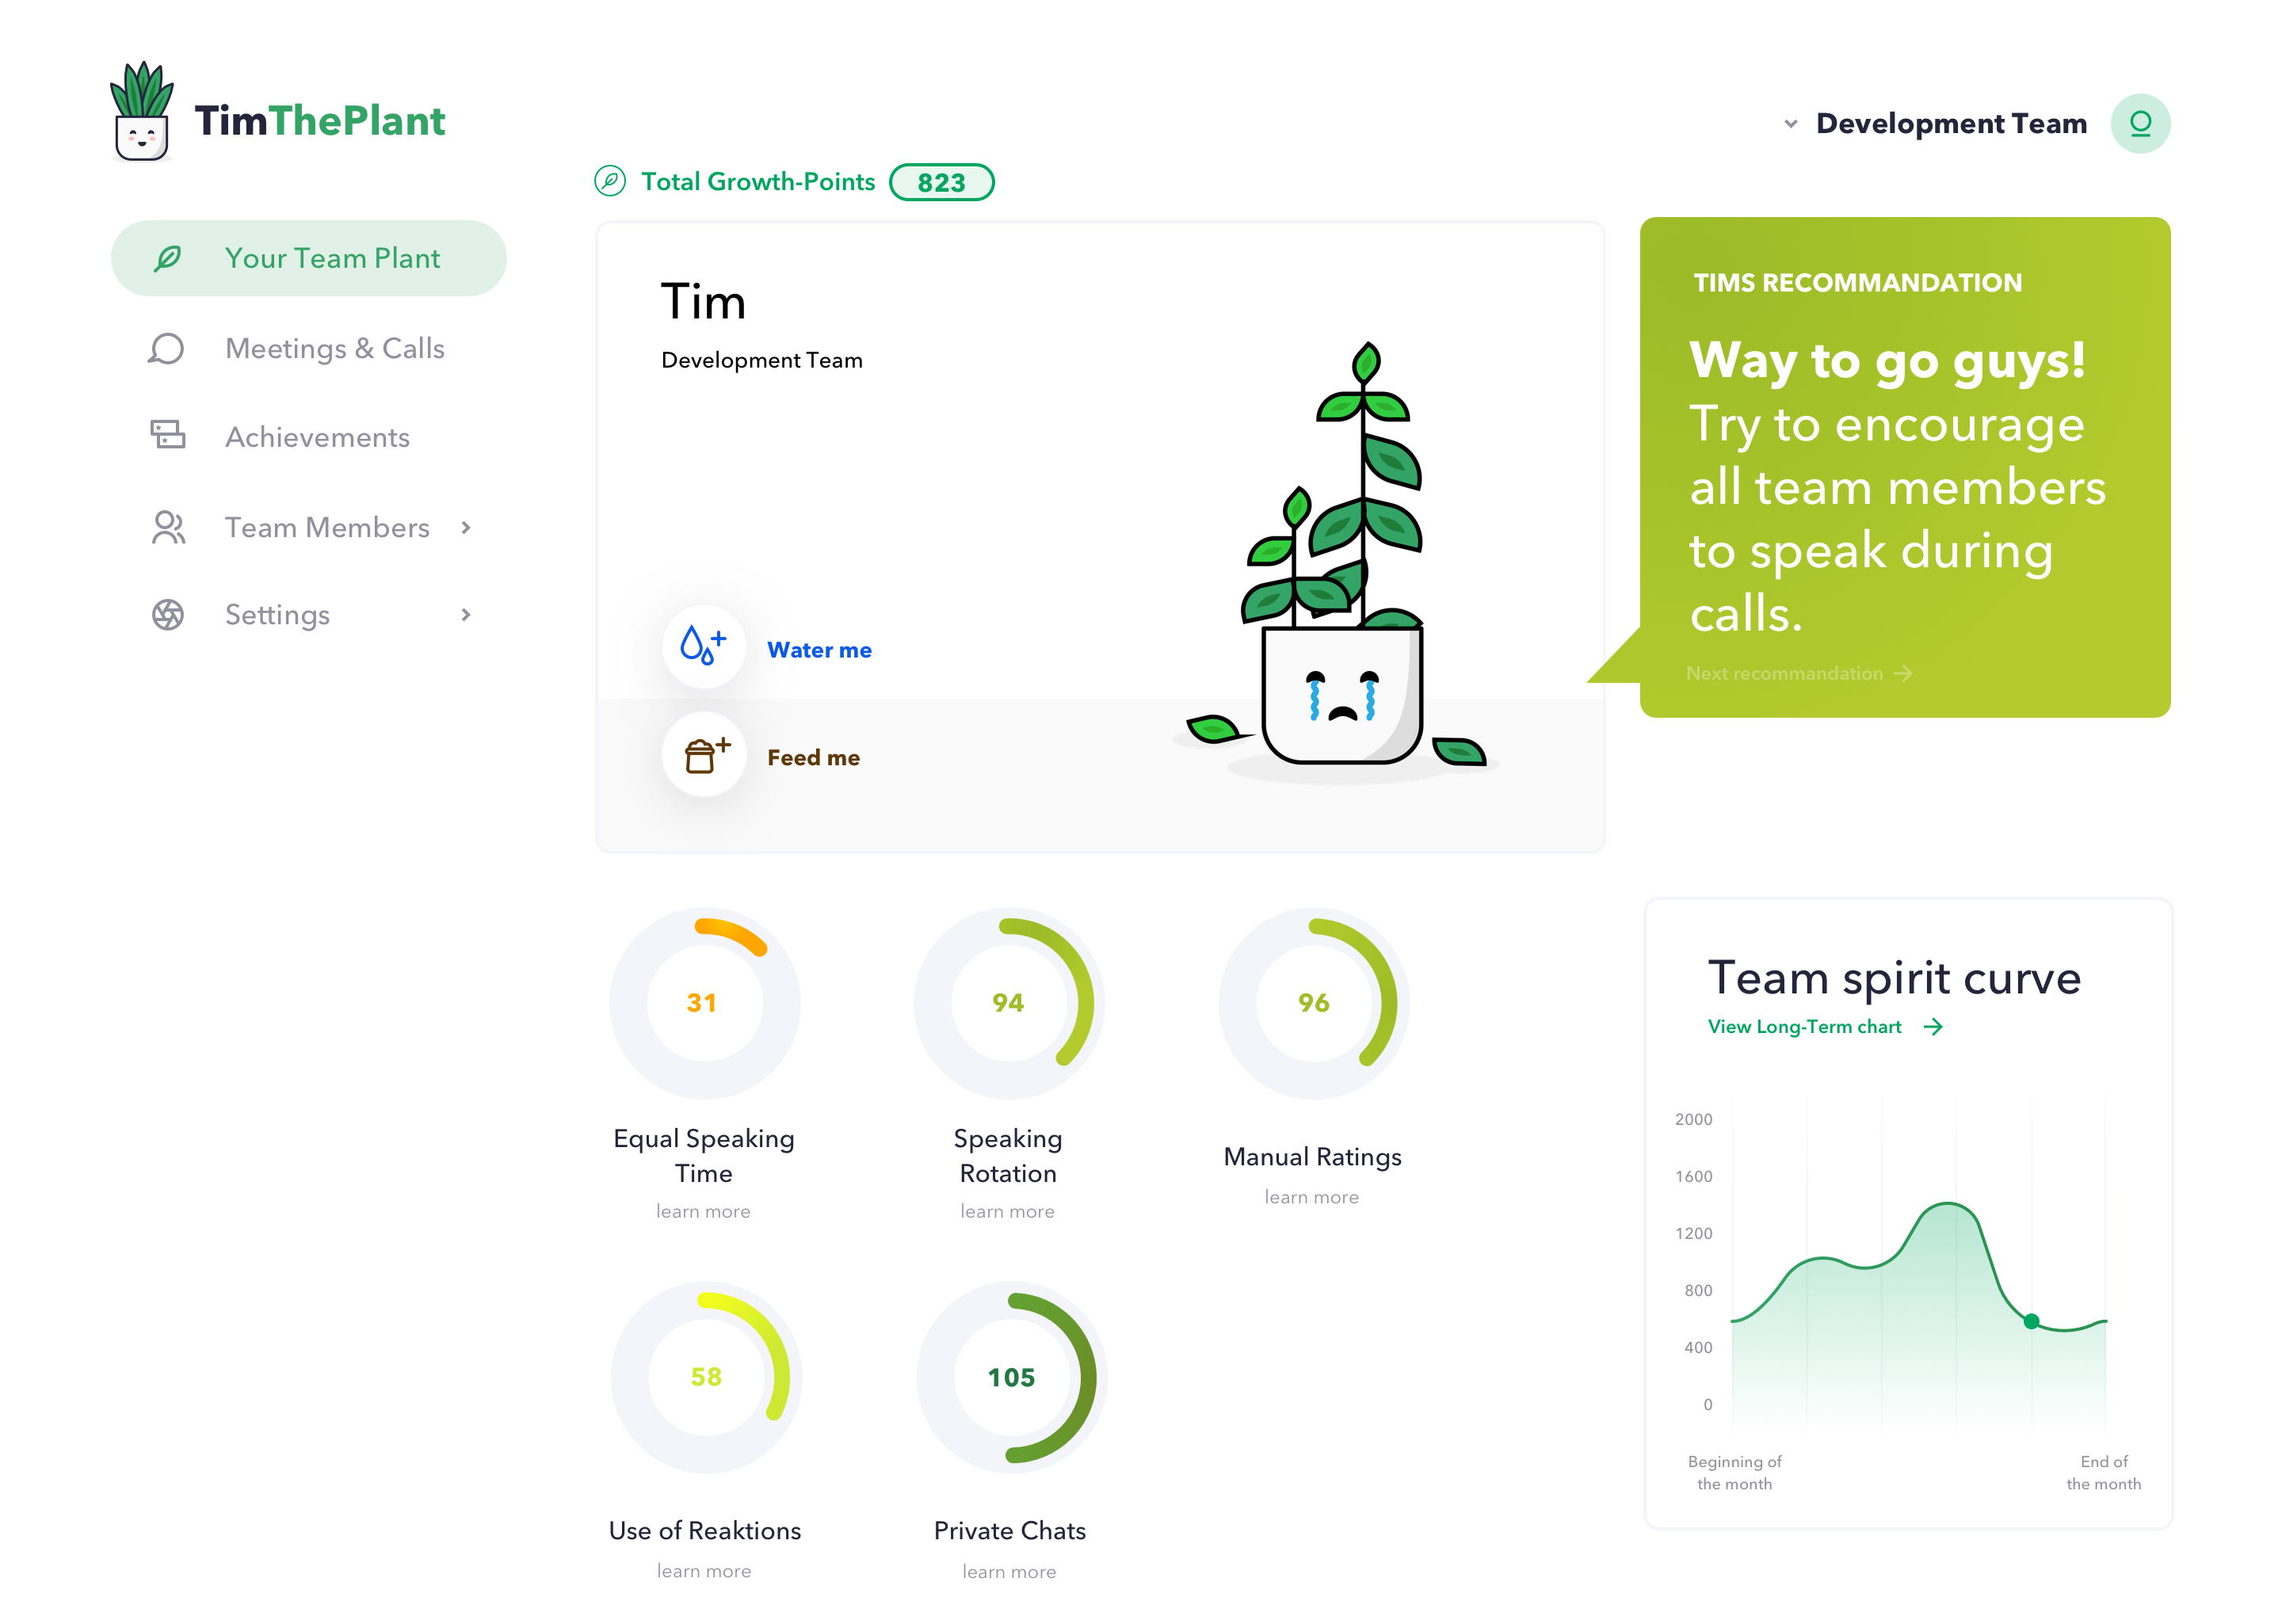 TimThePlant
Development Team
Total Growth-Points 823
Your Team Plant
Meetings & Calls
Achievements
Team Members
Settings
Tim
Development Team
Water me
Feed me
TIMS RECOMMANDATION
Way to go guys!
Try to encourage
all team members
to speak during
calls.
Next recommandation
31
Equal Speaking
Time
learn more
94
Speaking
Rotation
learn more
96
Manual Ratings
learn more
58
Use of Reaktions
learn more
105
Private Chats
learn more
Team spirit curve
View Long-Term chart
2000
1600
1200
800
400
0
Beginning of
the month
End of
the month